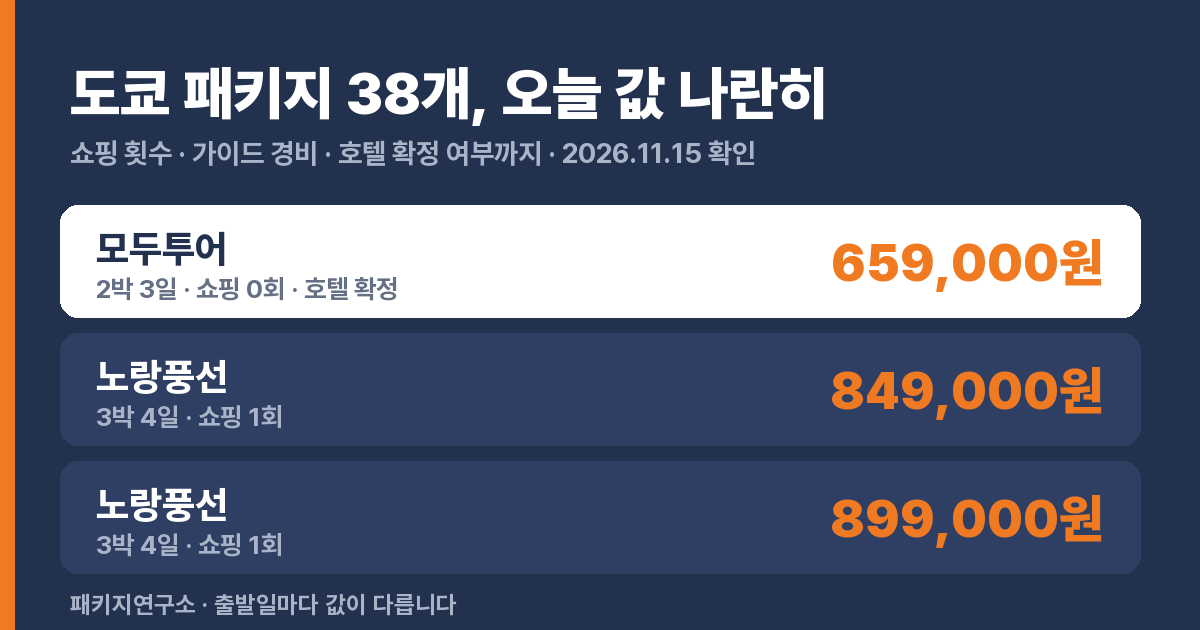 도쿄 패키지 38개, 오늘 값 나란히
쇼핑 횟수 · 가이드 경비 · 호텔 확정 여부까지 · 2026.11.15 확인
모두투어
659,000원
2박 3일 · 쇼핑 0회 · 호텔 확정
노랑풍선
849,000원
3박 4일 · 쇼핑 1회
노랑풍선
899,000원
3박 4일 · 쇼핑 1회
패키지연구소 · 출발일마다 값이 다릅니다